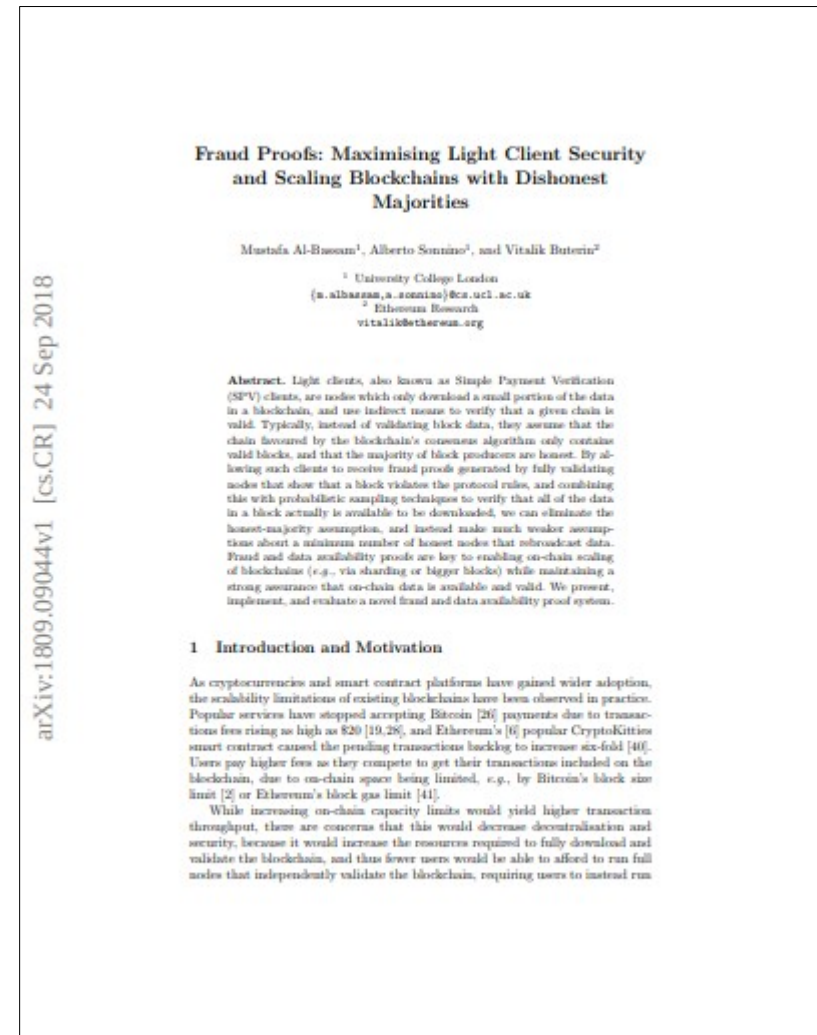 Fraud Proofs: Maximising Light Client Security
and Scaling Blockchains with Dishonest
Majorities
Mustafa Al-Bassam¹, Alberto Sonnino¹, and Vitalik Buterin²
¹ University College London
{m.albassam,a.sonnino}@cs.ucl.ac.uk
² Ethereum Research
vitalik@ethereum.org
arXiv:1809.09044v1 [cs.CR] 24 Sep 2018
Abstract. Light clients, also known as Simple Payment Verification
(SPV) clients, are nodes which only download a small portion of the data
in a blockchain, and use indirect means to verify that a given chain is
valid. Typically, instead of validating block data, they assume that the
chain favoured by the blockchain's consensus algorithm only contains
valid blocks, and that the majority of block producers are honest. By al-
lowing such clients to receive fraud proofs generated by fully validating
nodes that show that a block violates the protocol rules, and combining
this with probabilistic sampling techniques to verify that all of the data
in a block actually is available to be downloaded, we can eliminate the
honest-majority assumption, and instead make much weaker assump-
tions about a minimum number of honest nodes that rebroadcast data.
Fraud and data availability proofs are key to enabling on-chain scaling
of blockchains (e.g., via sharding or bigger blocks) while maintaining a
strong assurance that on-chain data is available and valid. We present,
implement, and evaluate a novel fraud and data availability proof system.
1 Introduction and Motivation
As cryptocurrencies and smart contract platforms have gained wider adoption,
the scalability limitations of existing blockchains have been observed in practice.
Popular services have stopped accepting Bitcoin [26] payments due to transac-
tions fees rising as high as $20 [19,28], and Ethereum's [6] popular CryptoKitties
smart contract caused the pending transactions backlog to increase six-fold [40].
Users pay higher fees as they compete to get their transactions included on the
blockchain, due to on-chain space being limited, e.g., by Bitcoin's block size
limit [2] or Ethereum's block gas limit [41].
While increasing on-chain capacity limits would yield higher transaction
throughput, there are concerns that this would decrease decentralisation and
security, because it would increase the resources required to fully download and
validate the blockchain, and thus fewer users would be able to afford to run full
nodes that independently validate the blockchain, requiring users to instead run